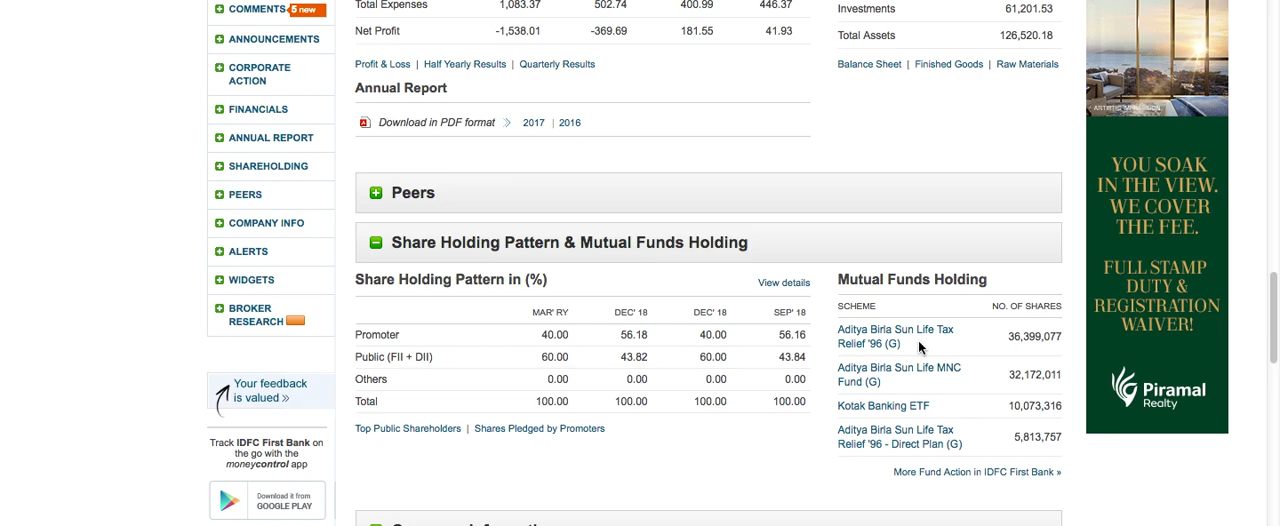 COMMENTS 5 new
ANNOUNCEMENTS
CORPORATE
ACTION
FINANCIALS
ANNUAL REPORT
SHAREHOLDING
PEERS
COMPANY INFO
ALERTS
WIDGETS
BROKER
RESEARCH
Your feedback
is valued »
Track IDFC First Bank on
the go with the
moneycontrol app
Download it from
GOOGLE PLAY
Total Expenses 1,083.37 502.74 400.99 446.37
Net Profit -1,538.01 -369.69 181.55 41.93
Profit & Loss | Half Yearly Results | Quarterly Results
Annual Report
Download in PDF format 2017 | 2016
Investments 61,201.53
Total Assets 126,520.18
Balance Sheet | Finished Goods | Raw Materials
Peers
Share Holding Pattern & Mutual Funds Holding
Share Holding Pattern in (%) View details
MAR' RY DEC' 18 DEC' 18 SEP' 18
Promoter 40.00 56.18 40.00 56.16
Public (FII + DII) 60.00 43.82 60.00 43.84
Others 0.00 0.00 0.00 0.00
Total 100.00 100.00 100.00 100.00
Top Public Shareholders | Shares Pledged by Promoters
Mutual Funds Holding
SCHEME NO. OF SHARES
Aditya Birla Sun Life Tax
Relief '96 (G) 36,399,077
Aditya Birla Sun Life MNC
Fund (G) 32,172,011
Kotak Banking ETF 10,073,316
Aditya Birla Sun Life Tax
Relief '96 - Direct Plan (G) 5,813,757
More Fund Action in IDFC First Bank »
YOU SOAK
IN THE VIEW.
WE COVER
THE FEE.
FULL STAMP
DUTY &
REGISTRATION
WAIVER!
Piramal
Realty